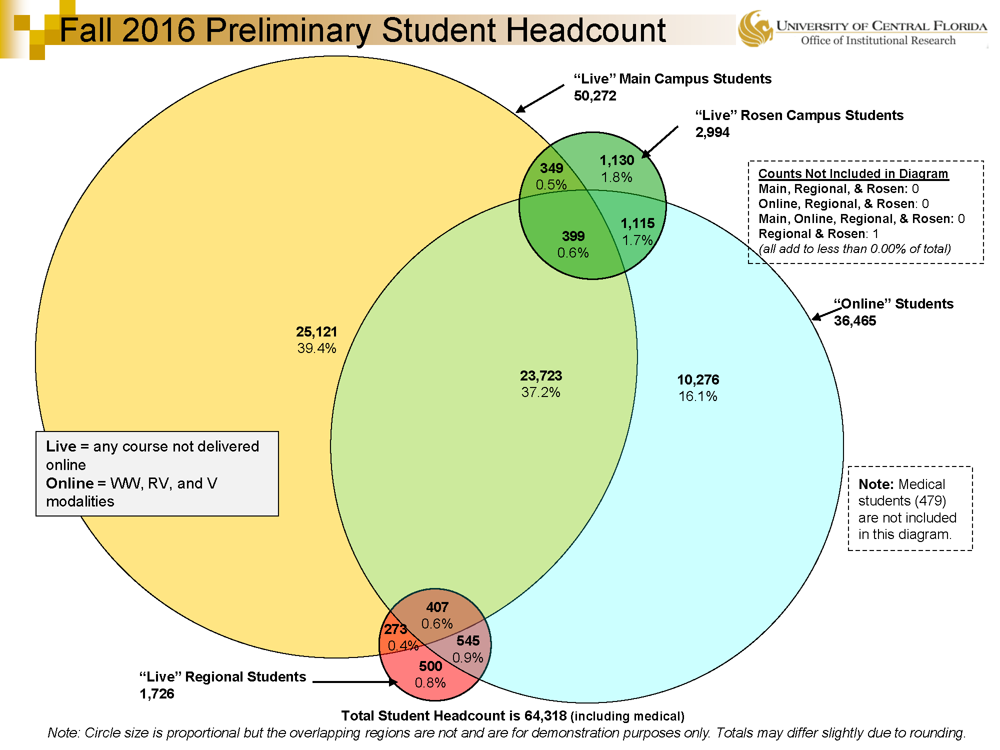 Fall 2016 Preliminary Student Headcount
UNIVERSITY OF CENTRAL FLORIDA
Office of Institutional Research
“Live” Main Campus Students
50,272
“Live” Rosen Campus Students
2,994
349
0.5%
1,130
1.8%
1,115
1.7%
399
0.6%
Counts Not Included in Diagram
Main, Regional, & Rosen: 0
Online, Regional, & Rosen: 0
Main, Online, Regional, & Rosen: 0
Regional & Rosen: 1
(all add to less than 0.00% of total)
“Online” Students
36,465
25,121
39.4%
23,723
37.2%
10,276
16.1%
Live = any course not delivered
online
Online = WW, RV, and V
modalities
Note: Medical
students (479)
are not included
in this diagram.
407
0.6%
273
0.4%
545
0.9%
500
0.8%
“Live” Regional Students
1,726
Total Student Headcount is 64,318 (including medical)
Note: Circle size is proportional but the overlapping regions are not and are for demonstration purposes only. Totals may differ slightly due to rounding.